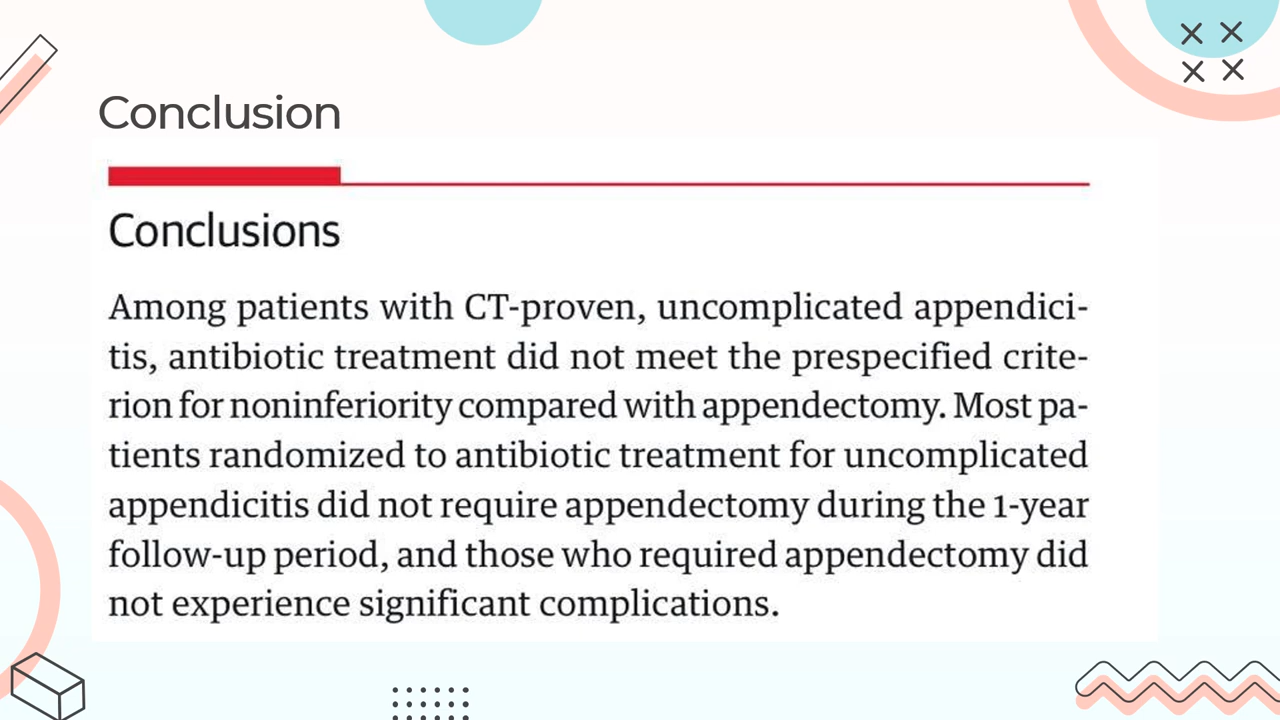 Conclusion
Conclusions
Among patients with CT-proven, uncomplicated appendici-
tis, antibiotic treatment did not meet the prespecified crite-
rion for noninferiority compared with appendectomy. Most pa-
tients randomized to antibiotic treatment for uncomplicated
appendicitis did not require appendectomy during the 1-year
follow-up period, and those who required appendectomy did
not experience significant complications.